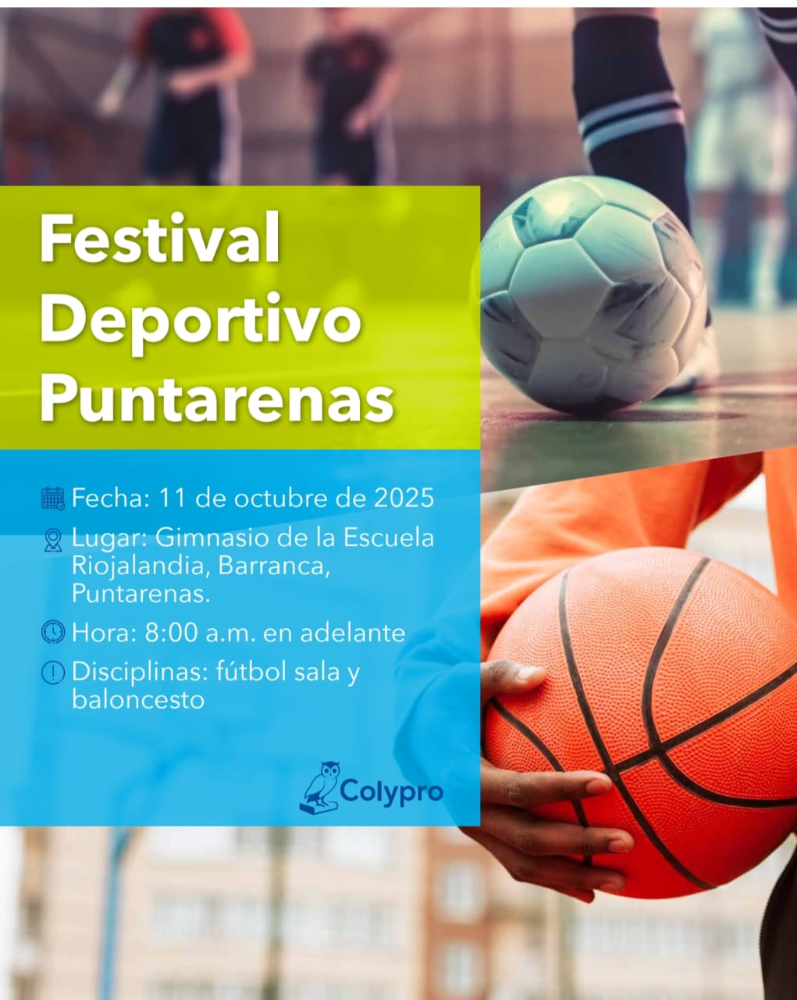 Festival
Deportivo
Puntarenas
Fecha: 11 de octubre de 2025
Lugar: Gimnasio de la Escuela
Riojalandia, Barranca,
Puntarenas.
Hora: 8:00 a.m. en adelante
Disciplinas: fútbol sala y
baloncesto
Colypro